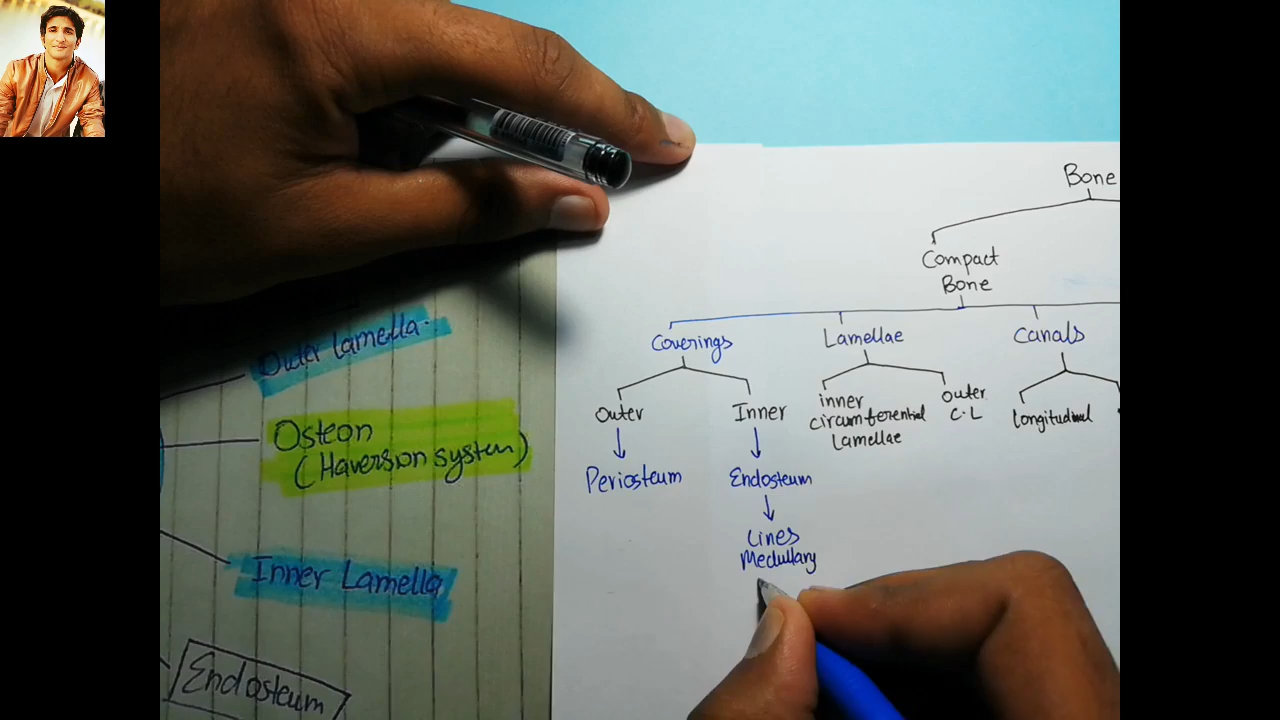 Outer lamella.
Osteon
(Haversion system)
Inner Lamella
Endosteum
Bone
Compact
Bone
Coverings
Lamellae
Canals
Outer
Inner
inner
circumferential
Lamellae
outer
C.L
longitudinal
Periosteum
Endosteum
Lines
Medullary